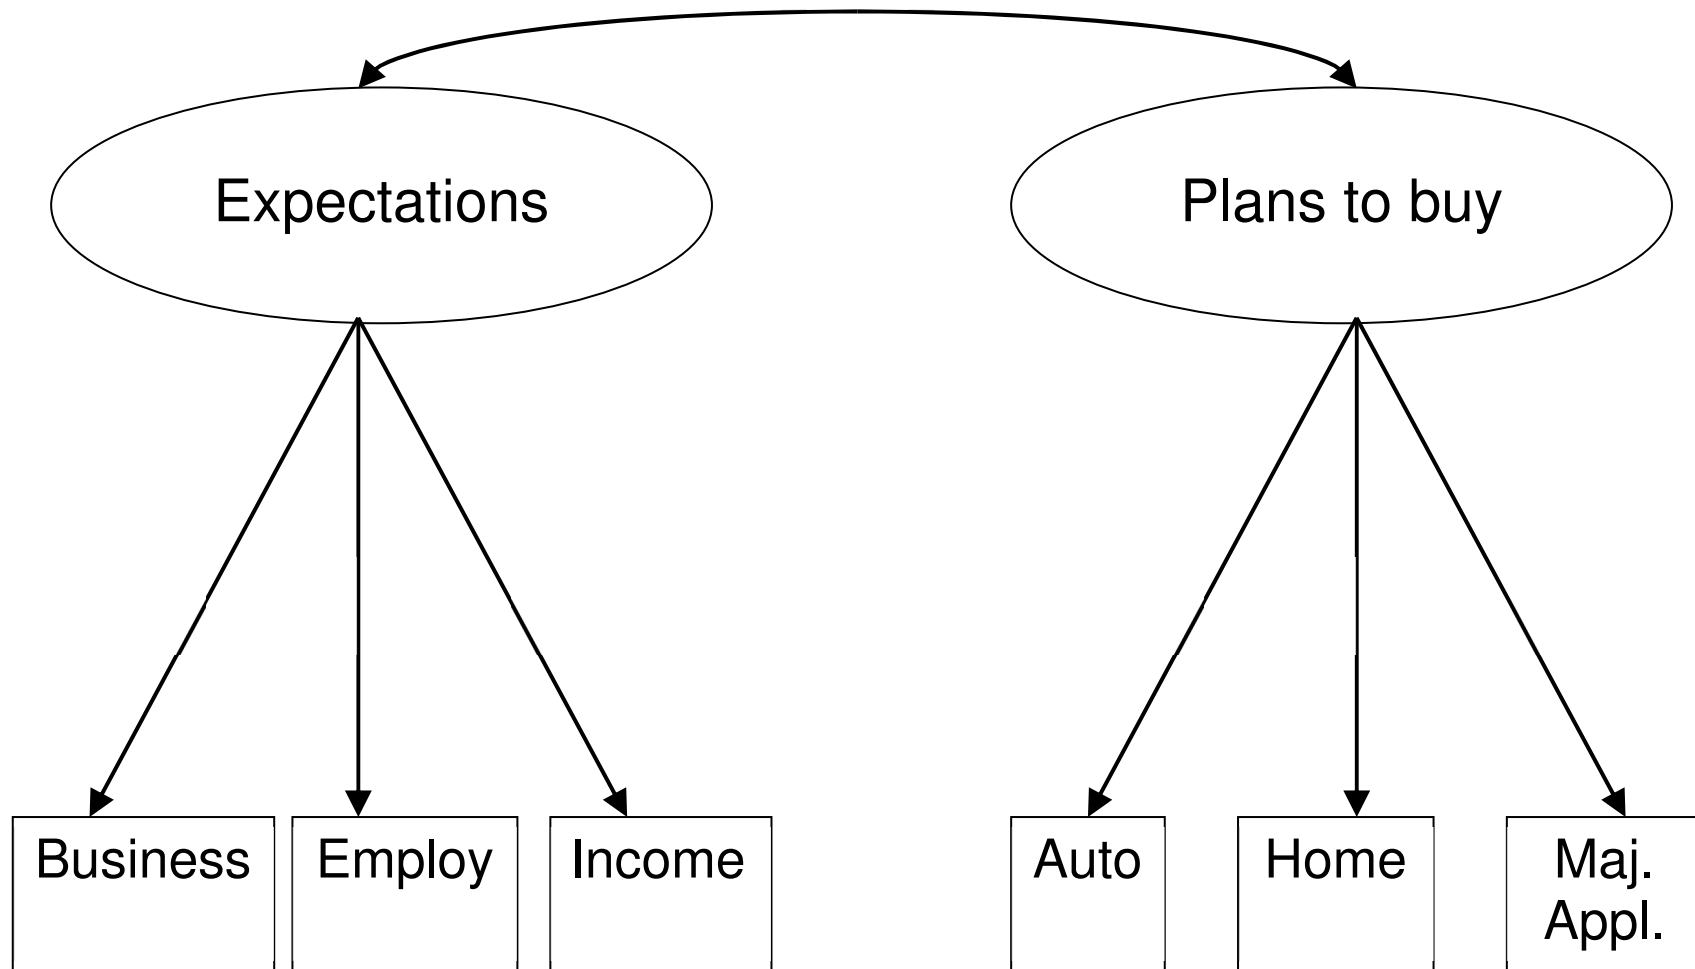 Expectations
Plans to buy
Business
Employ
Income
Auto
Home
Maj.
Appl.